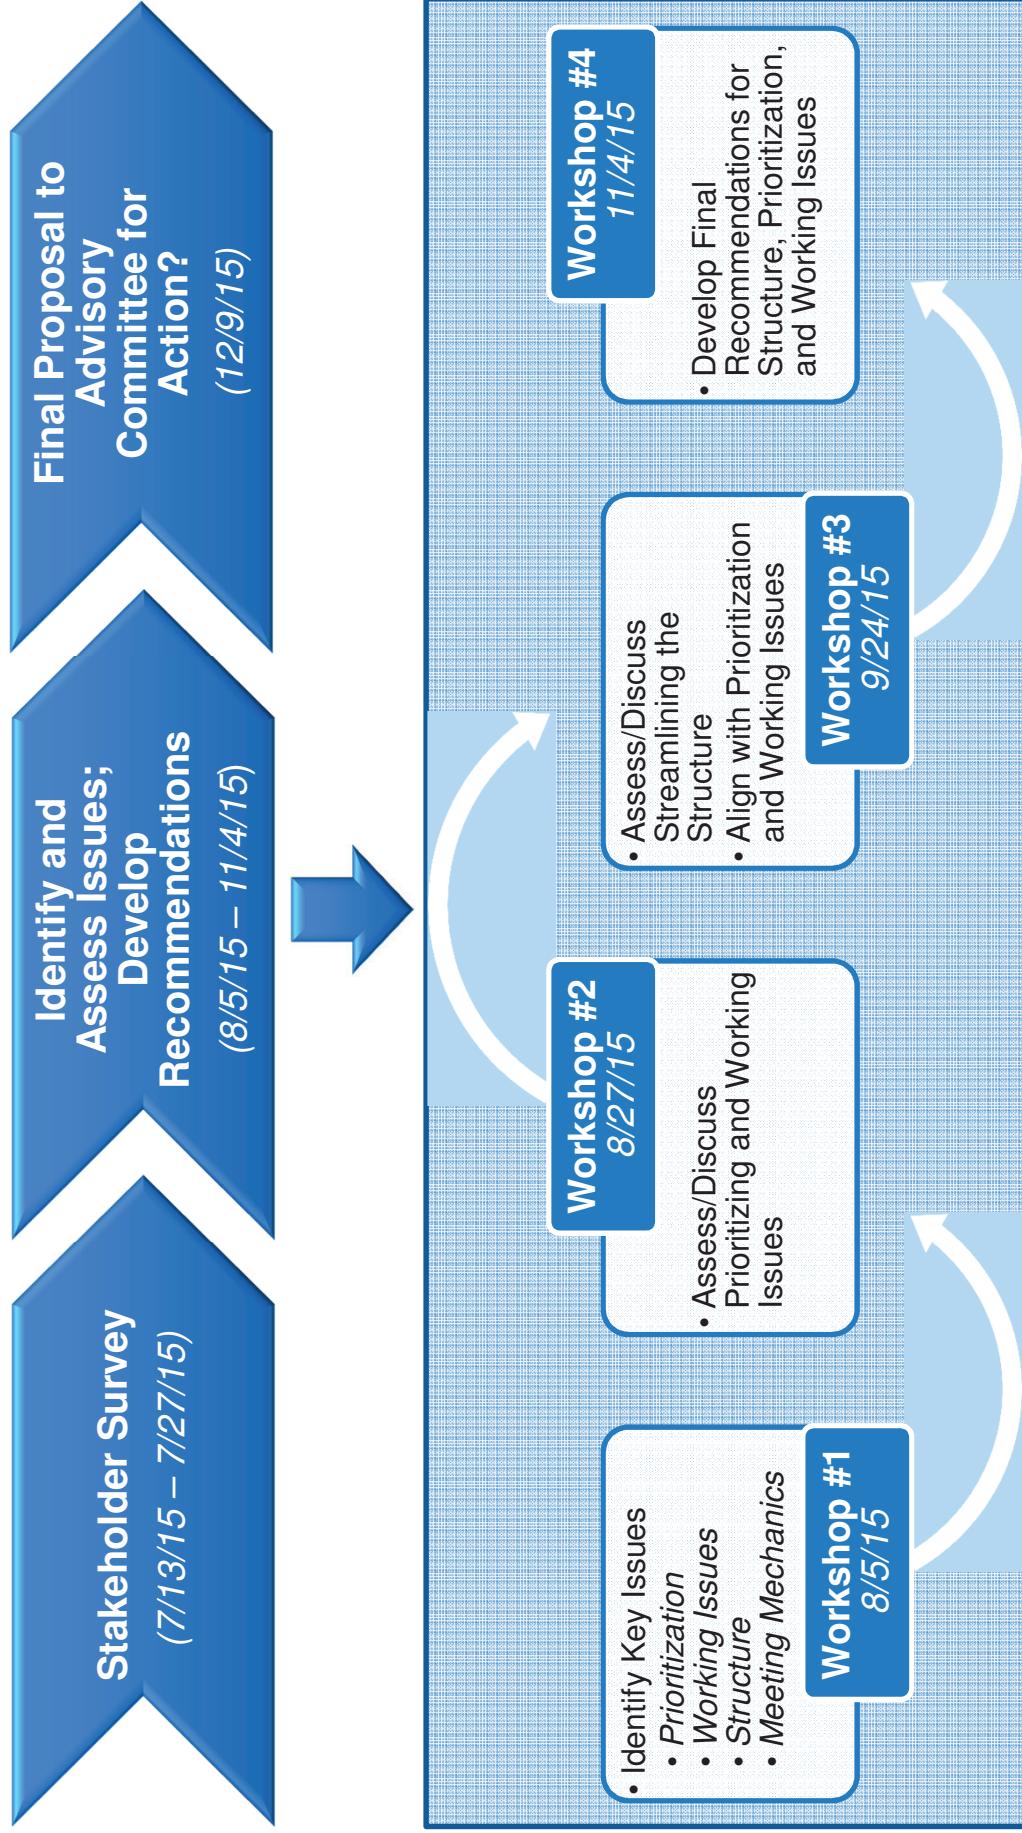 Stakeholder Survey
(7/13/15 – 7/27/15)
Identify and
Assess Issues;
Develop
Recommendations
(8/5/15 – 11/4/15)
Final Proposal to
Advisory
Committee for
Action?
(12/9/15)
• Identify Key Issues
• Prioritization
• Working Issues
• Structure
• Meeting Mechanics
Workshop #1
8/5/15
Workshop #2
8/27/15
• Assess/Discuss
Prioritizing and Working
Issues
• Assess/Discuss
Streamlining the
Structure
• Align with Prioritization
and Working Issues
Workshop #3
9/24/15
Workshop #4
11/4/15
• Develop Final
Recommendations for
Structure, Prioritization,
and Working Issues